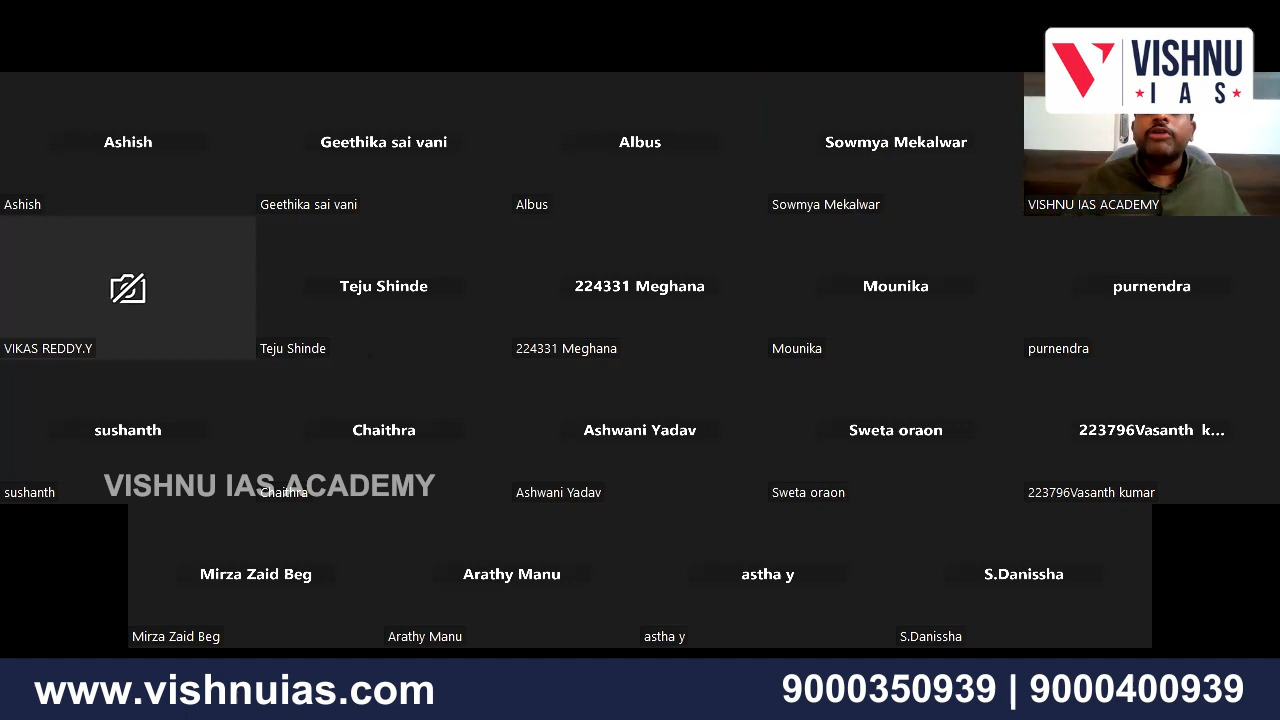 VISHNU
IAS
Ashish
Geethika sai vani
Albus
Sowmya Mekalwar
Ashish
Geethika sai vani
Albus
Sowmya Mekalwar
VISHNU IAS ACADEMY
Teju Shinde
224331 Meghana
Mounika
purnendra
VIKAS REDDY.Y
Teju Shinde
224331 Meghana
Mounika
purnendra
sushanth
Chaithra
Ashwani Yadav
Sweta oraon
223796Vasanth k...
VISHNU IAS ACADEMY
sushanth
Chaithra
Ashwani Yadav
Sweta oraon
223796Vasanth kumar
Mirza Zaid Beg
Arathy Manu
astha y
S.Danissha
Mirza Zaid Beg
Arathy Manu
astha y
S.Danissha
www.vishnuias.com
9000350939 | 9000400939